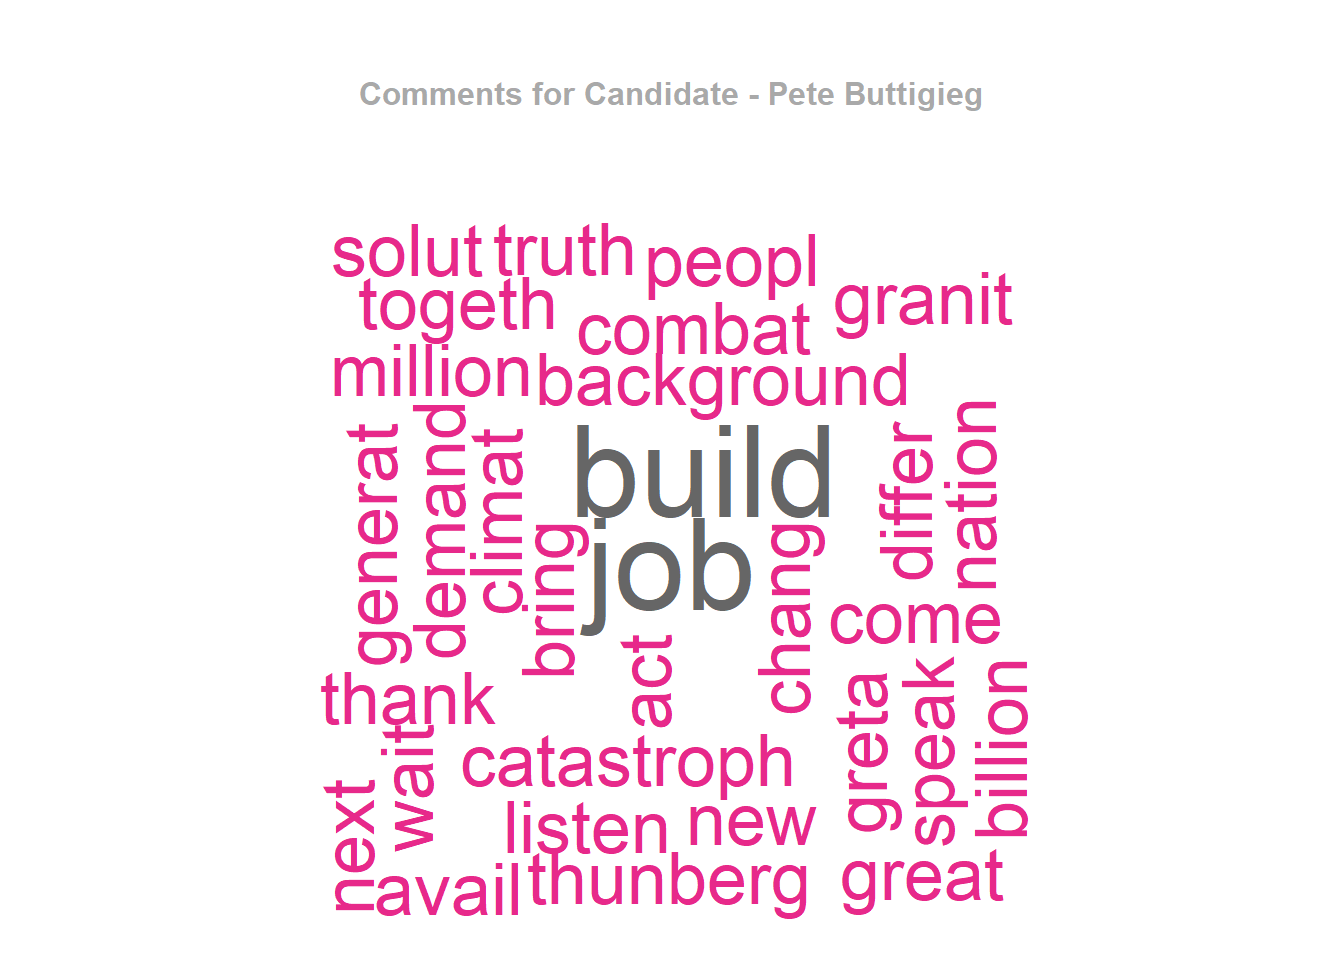 Comments for Candidate - Pete Buttigieg
solut
truth
peopl
togeth
granit
combat
million
background
generat
demand
climat
build
differ
nation
bring
job
chang
come
thank
act
greta
speak
billion
wait
catastroph
next
listen
new
avail
thunberg
great